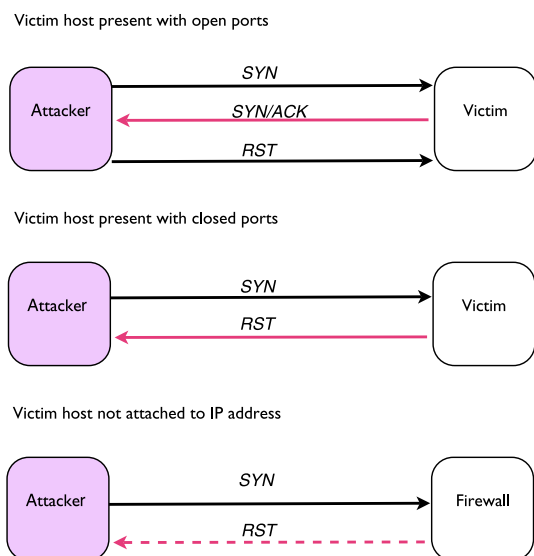 Victim host present with open ports
SYN
Attacker
SYN/ACK
Victim
RST
Victim host present with closed ports
SYN
Attacker
Victim
RST
Victim host not attached to IP address
SYN
Attacker
Firewall
RST